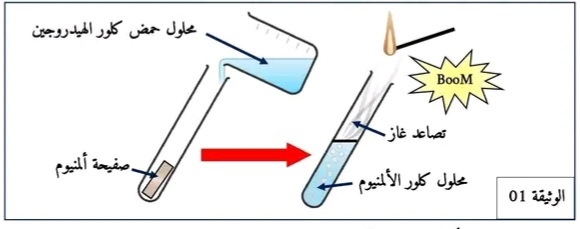 محلول حمض كلور الهيدروجين
BooM
تصاعد غاز
صفيحة ألمنيوم
محلول كلور الألمنيوم
الوثيقة 01